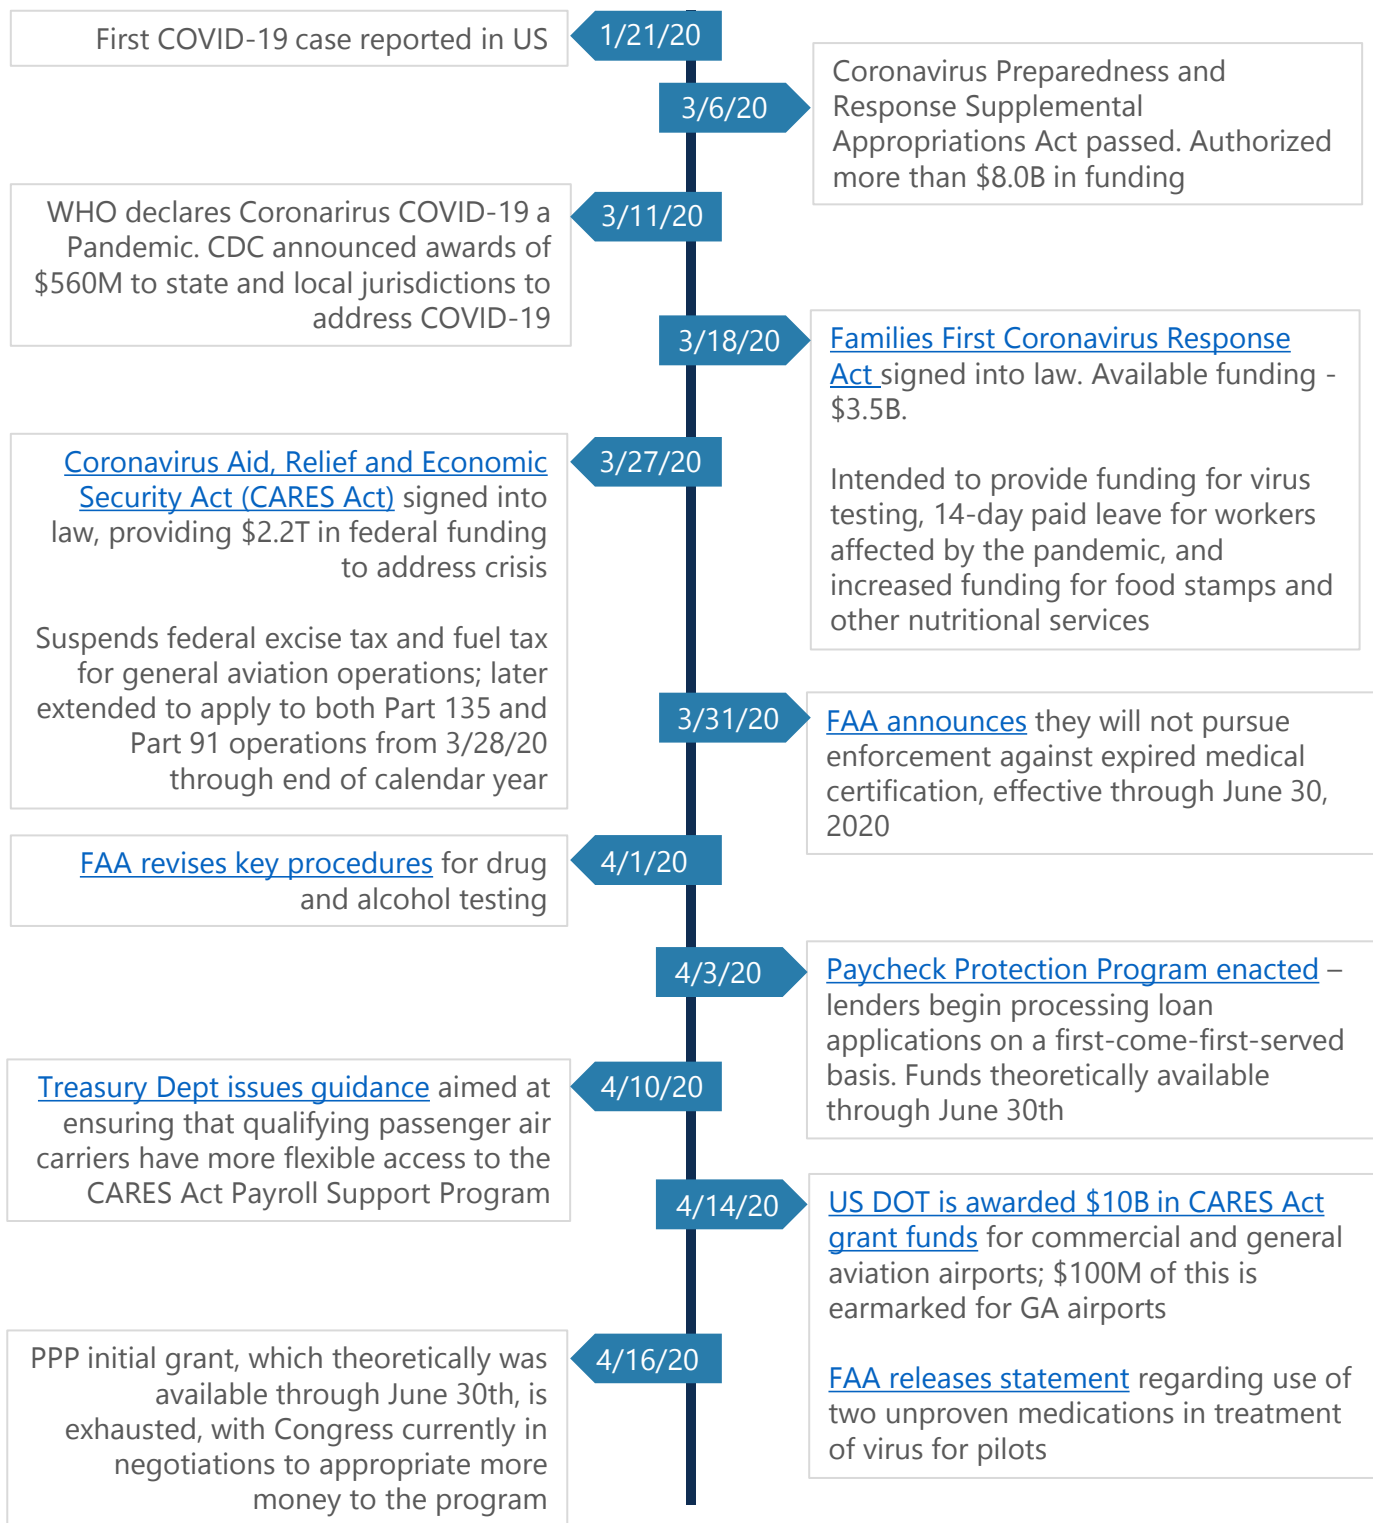 First COVID-19 case reported in US
1/21/20
3/6/20
Coronavirus Preparedness and
Response Supplemental
Appropriations Act passed. Authorized
more than $8.0B in funding
WHO declares Coronarirus COVID-19 a
Pandemic. CDC announced awards of
$560M to state and local jurisdictions to
address COVID-19
3/11/20
3/18/20
Families First Coronavirus Response
Act signed into law. Available funding -
$3.5B.
Intended to provide funding for virus
testing, 14-day paid leave for workers
affected by the pandemic, and
increased funding for food stamps and
other nutritional services
Coronavirus Aid, Relief and Economic
Security Act (CARES Act) signed into
law, providing $2.2T in federal funding
to address crisis
Suspends federal excise tax and fuel tax
for general aviation operations; later
extended to apply to both Part 135 and
Part 91 operations from 3/28/20
through end of calendar year
3/27/20
3/31/20
FAA announces they will not pursue
enforcement against expired medical
certification, effective through June 30,
2020
FAA revises key procedures for drug
and alcohol testing
4/1/20
4/3/20
Paycheck Protection Program enacted –
lenders begin processing loan
applications on a first-come-first-served
basis. Funds theoretically available
through June 30th
Treasury Dept issues guidance aimed at
ensuring that qualifying passenger air
carriers have more flexible access to the
CARES Act Payroll Support Program
4/10/20
4/14/20
US DOT is awarded $10B in CARES Act
grant funds for commercial and general
aviation airports; $100M of this is
earmarked for GA airports
FAA releases statement regarding use of
two unproven medications in treatment
of virus for pilots
PPP initial grant, which theoretically was
available through June 30th, is
exhausted, with Congress currently in
negotiations to appropriate more
money to the program
4/16/20